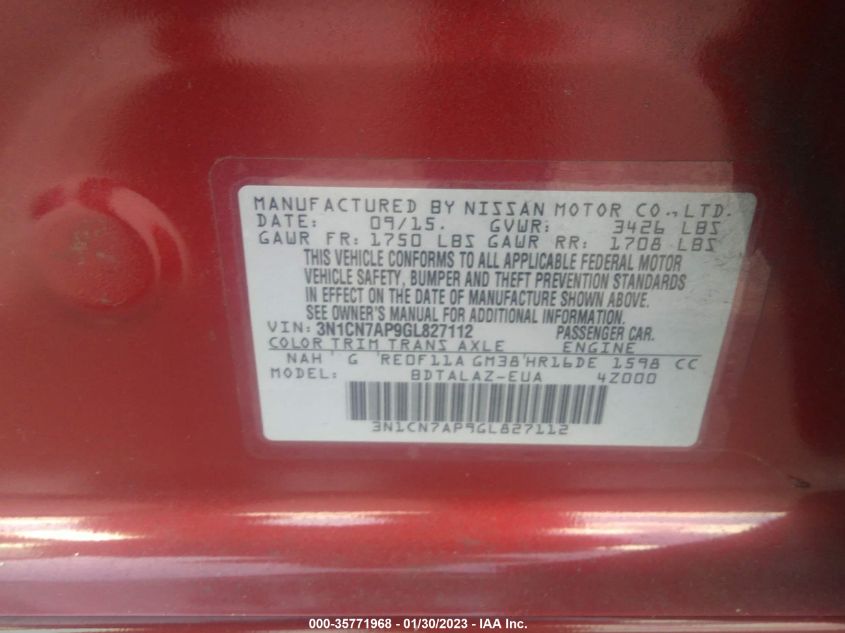 MANUFACTURED BY NISSAN MOTOR CO., LTD.
DATE: 09/15. GVWR: 3426 LBS
GAWR FR: 1750 LBS GAWR RR: 1708 LBS
THIS VEHICLE CONFORMS TO ALL APPLICABLE FEDERAL MOTOR
VEHICLE SAFETY, BUMPER AND THEFT PREVENTION STANDARDS
IN EFFECT ON THE DATE OF MANUFACTURE SHOWN ABOVE.
SEE OWNER'S MANUAL FOR ADDITIONAL INFORMATION.
VIN: 3N1CN7AP9GL827112 PASSENGER CAR.
COLOR TRIM TRANS AXLE ENGINE
NAH ' G 'RE0F11A GM38'HR16DE 1598 CC
MODEL: BDTALAZ-EUA 4Z000
3N1CN7AP9GL827112
000-35771968 - 01/30/2023 - IAA Inc.